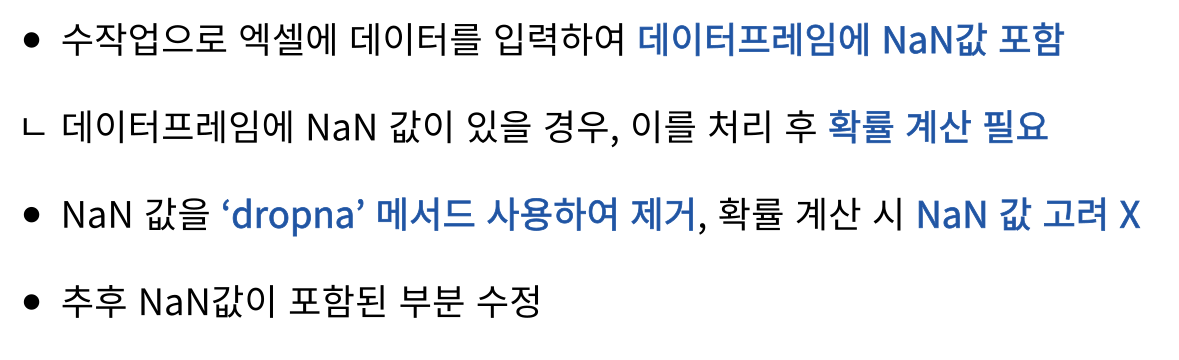 ● 수작업으로 엑셀에 데이터를 입력하여 데이터프레임에 NaN값 포함
ㄴ 데이터프레임에 NaN 값이 있을 경우, 이를 처리 후 확률 계산 필요
● NaN 값을 ‘dropna’ 메서드 사용하여 제거, 확률 계산 시 NaN 값 고려 X
● 추후 NaN값이 포함된 부분 수정